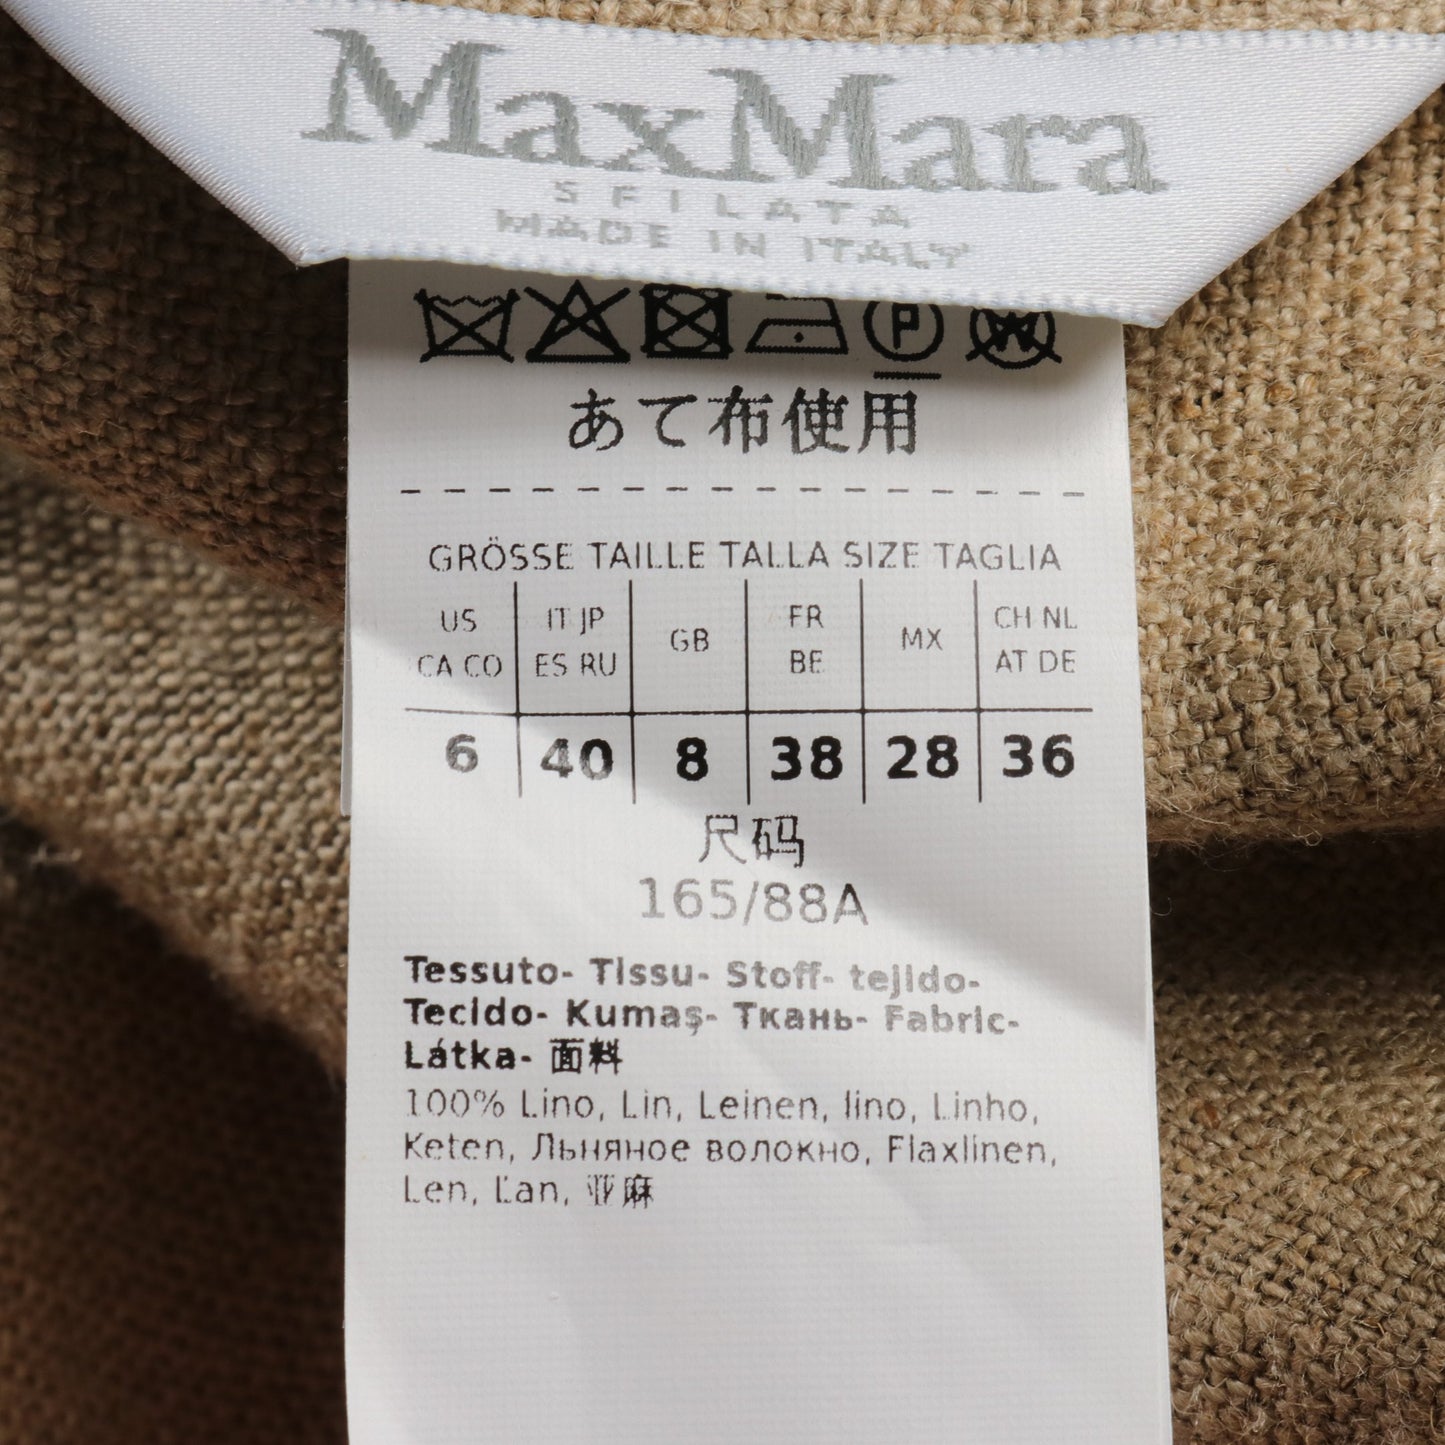 MaxMara
SFILATA
MADE IN ITALY
P
W
あて布使用
GRÖSSE TAILLE TALLA SIZE TAGLIA
US IT JP GB FR MX CH NL
CA CO ES RU BE AT DE
6 40 8 38 28 36
尺码
165/88A
Tessuto- Tissu- Stoff- tejido-
Tecido- Kumaş- Ткань- Fabric-
Látka- 面料
100% Lino, Lin, Leinen, lino, Linho,
Keten, Льняное волокно, Flaxlinen,
Len, Ľan, 亚麻